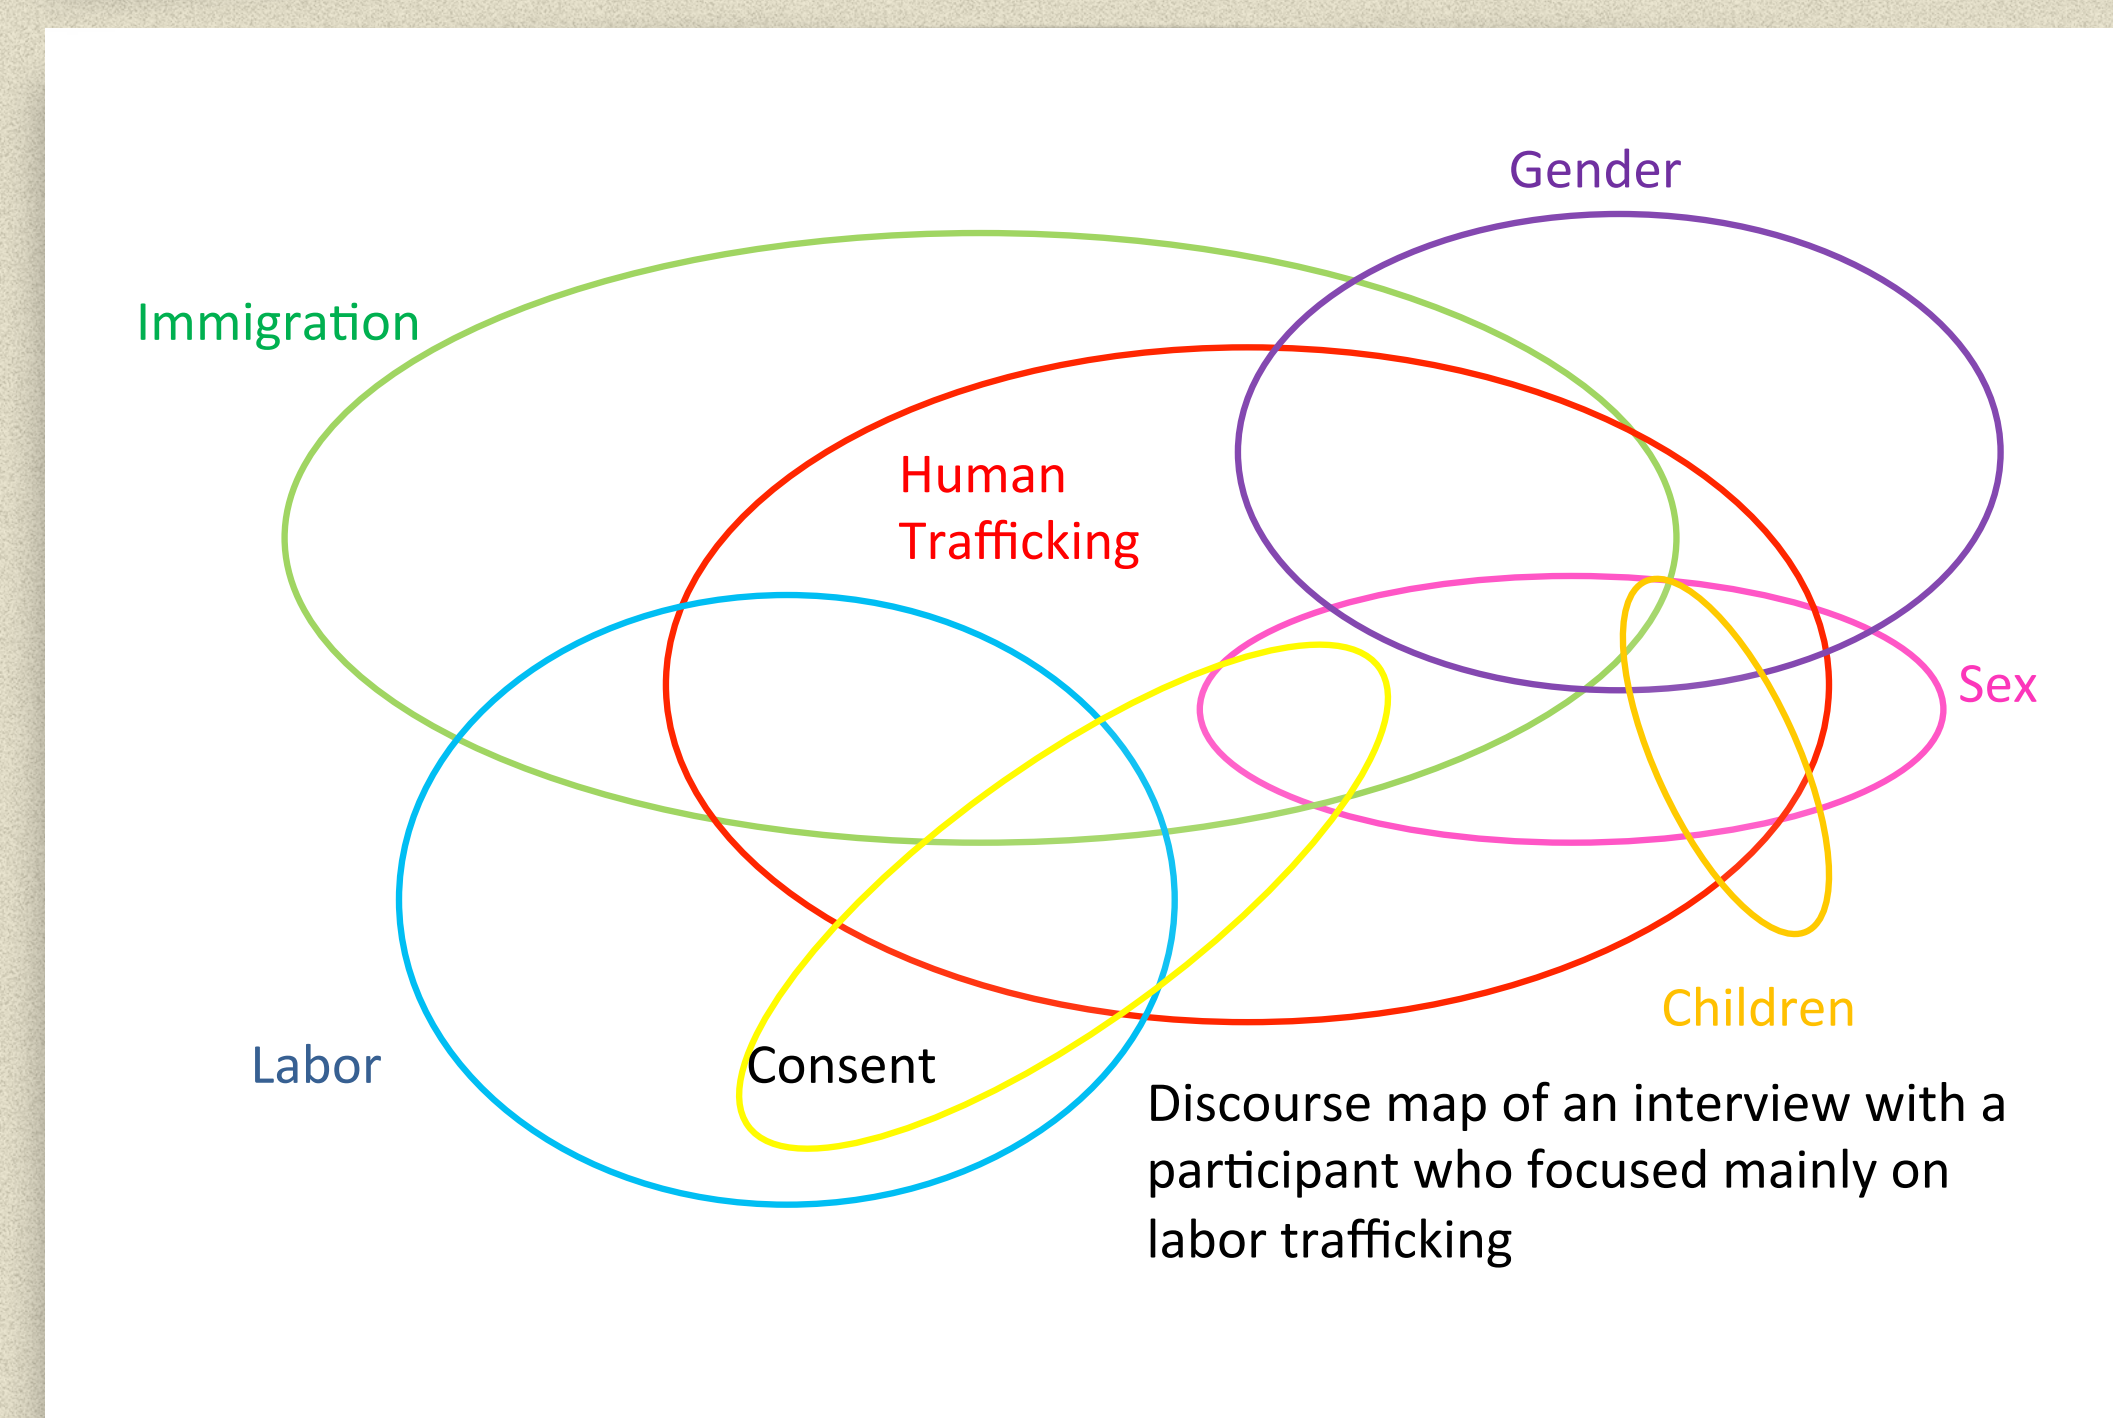 Gender
Immigration
Human
Trafficking
Sex
Children
Labor
Consent
Discourse map of an interview with a
participant who focused mainly on
labor trafficking